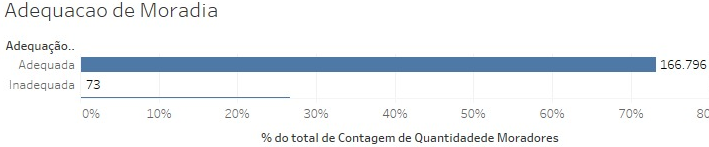 Adequacao de Moradia
Adequação..
Adequada 166.796
Inadequada 73
0% 10% 20% 30% 40% 50% 60% 70% 80
% do total de Contagem de Quantidadede Moradores